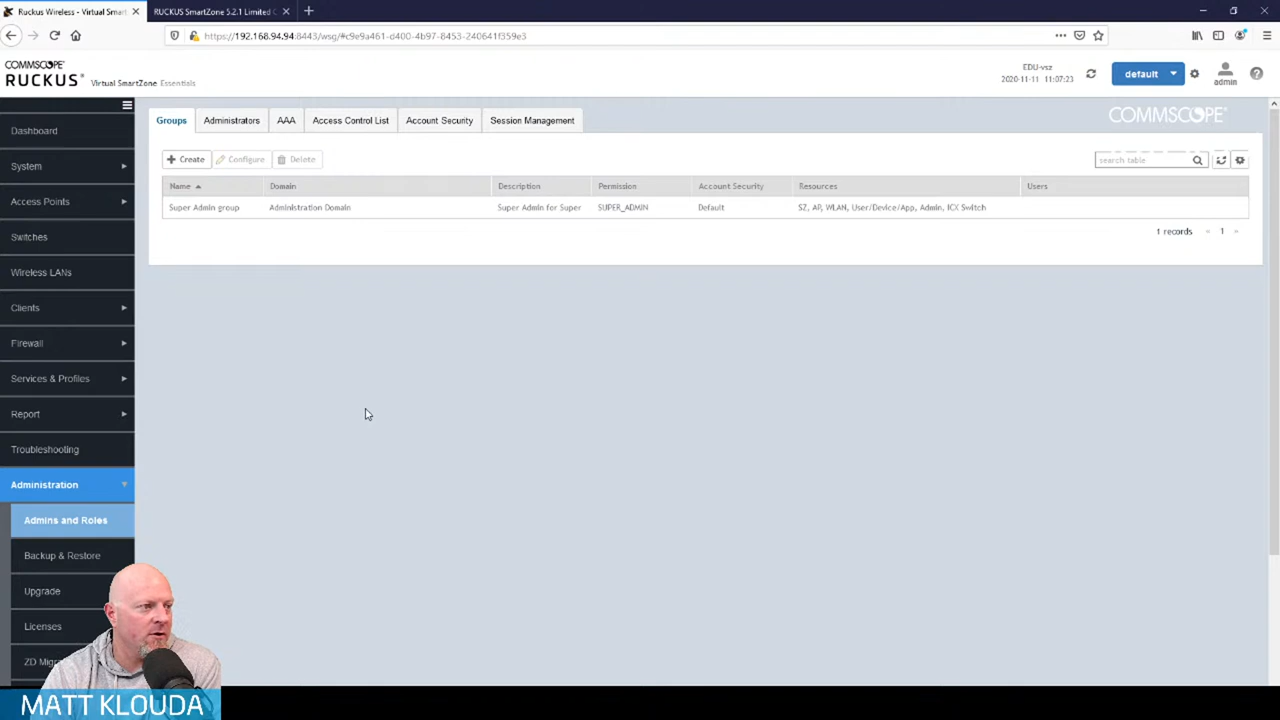 Ruckus Wireless - Virtual Smar
RUCKUS SmartZone 5.2.1 Limited C
https://192.168.94.94:8443/wsg/#c9e9a461-d400-4b97-8453-240641f359e3
COMMSCOPE
RUCKUS
Virtual SmartZone Essentials
EDU-vsz
2020-11-11 11:07:23
default
admin
Dashboard
System
Access Points
Switches
Wireless LANs
Clients
Firewall
Services & Profiles
Report
Troubleshooting
Administration
Admins and Roles
Backup & Restore
Upgrade
Licenses
ZD Migra
Groups Administrators AAA Access Control List Account Security Session Management
COMMSCOPE
Create Configure Delete
search table
Name Domain Description Permission Account Security Resources Users
Super Admin group Administration Domain Super Admin for Super SUPER_ADMIN Default SZ, AP, WLAN, User/Device/App, Admin, ICX Switch
1 records « 1 »
MATT KLOUDA